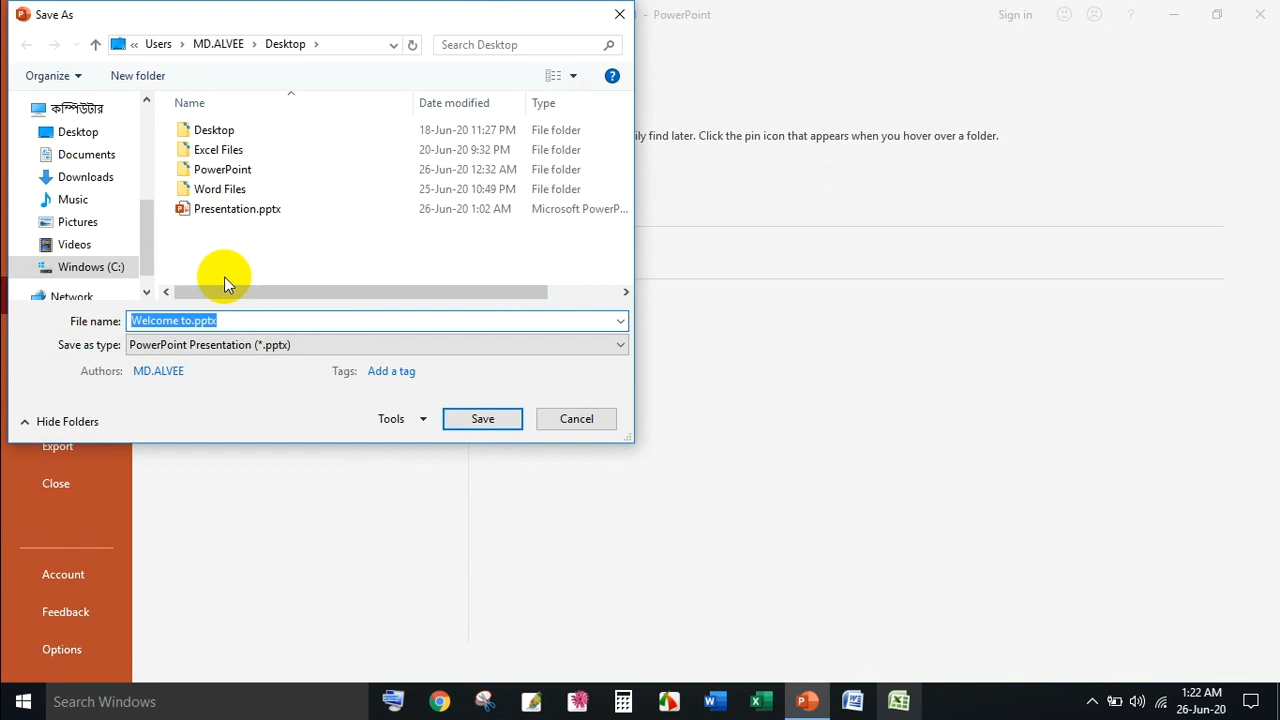 Save As
- PowerPoint
Sign in
?
« Users > MD.ALVEE > Desktop >
Search Desktop
Organize
New folder
?
কম্পিউটার
Desktop
Documents
Downloads
Music
Pictures
Videos
Windows (C:)
Network
Name Date modified Type
Desktop 18-Jun-20 11:27 PM File folder
Excel Files 20-Jun-20 9:32 PM File folder
PowerPoint 26-Jun-20 12:32 AM File folder
Word Files 25-Jun-20 10:49 PM File folder
Presentation.pptx 26-Jun-20 1:02 AM Microsoft PowerP...
ily find later. Click the pin icon that appears when you hover over a folder.
File name: Welcome to.pptx
Save as type: PowerPoint Presentation (*.pptx)
Authors: MD.ALVEE Tags: Add a tag
Hide Folders
Tools
Save
Cancel
Export
Close
Account
Feedback
Options
Search Windows
1:22 AM
26-Jun-20